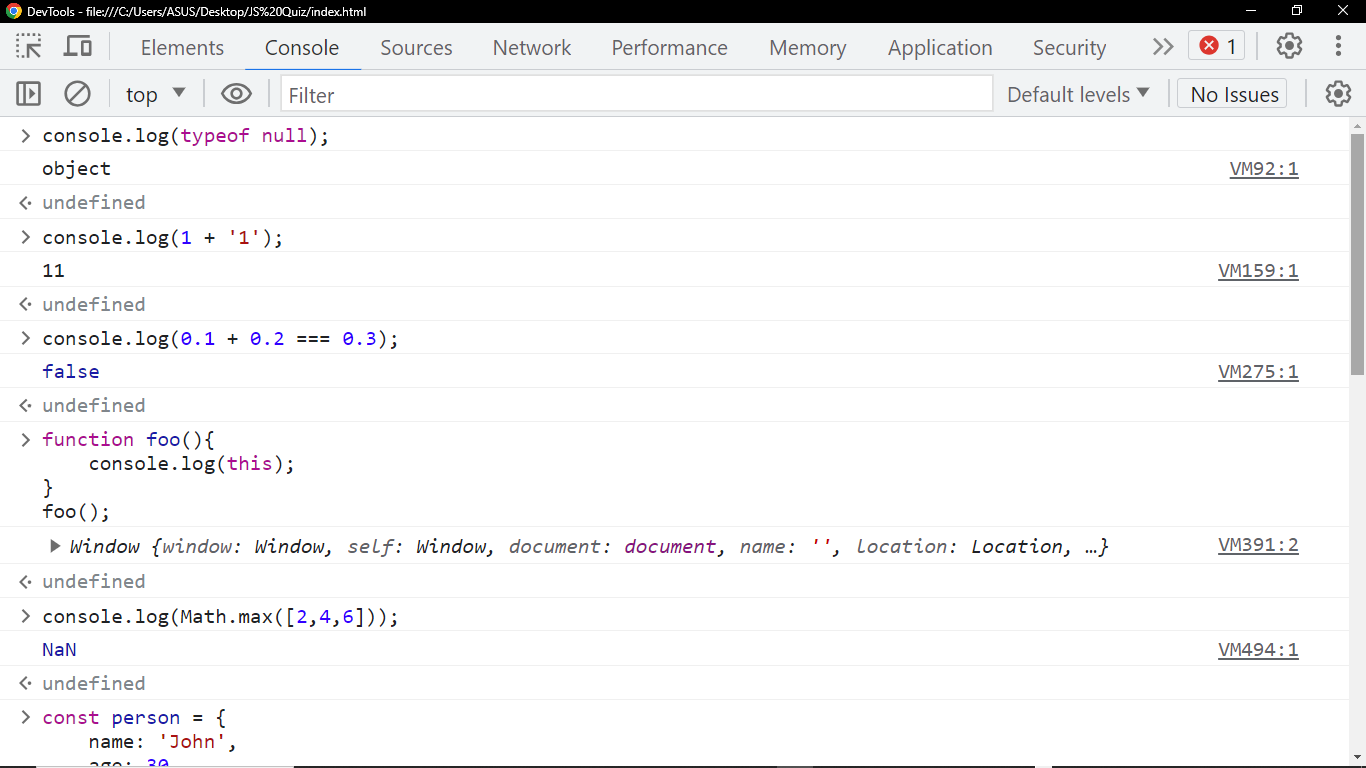 DevTools - file:///C:/Users/ASUS/Desktop/JS%20Quiz/index.html
Elements Console Sources Network Performance Memory Application Security 1
top Filter Default levels No Issues
console.log(typeof null);
object VM92:1
undefined
console.log(1 + '1');
11 VM159:1
undefined
console.log(0.1 + 0.2 === 0.3);
false VM275:1
undefined
function foo(){
    console.log(this);
}
foo();
Window {window: Window, self: Window, document: document, name: '', location: Location, …} VM391:2
undefined
console.log(Math.max([2,4,6]));
NaN VM494:1
undefined
const person = {
    name: 'John',
    age: 30